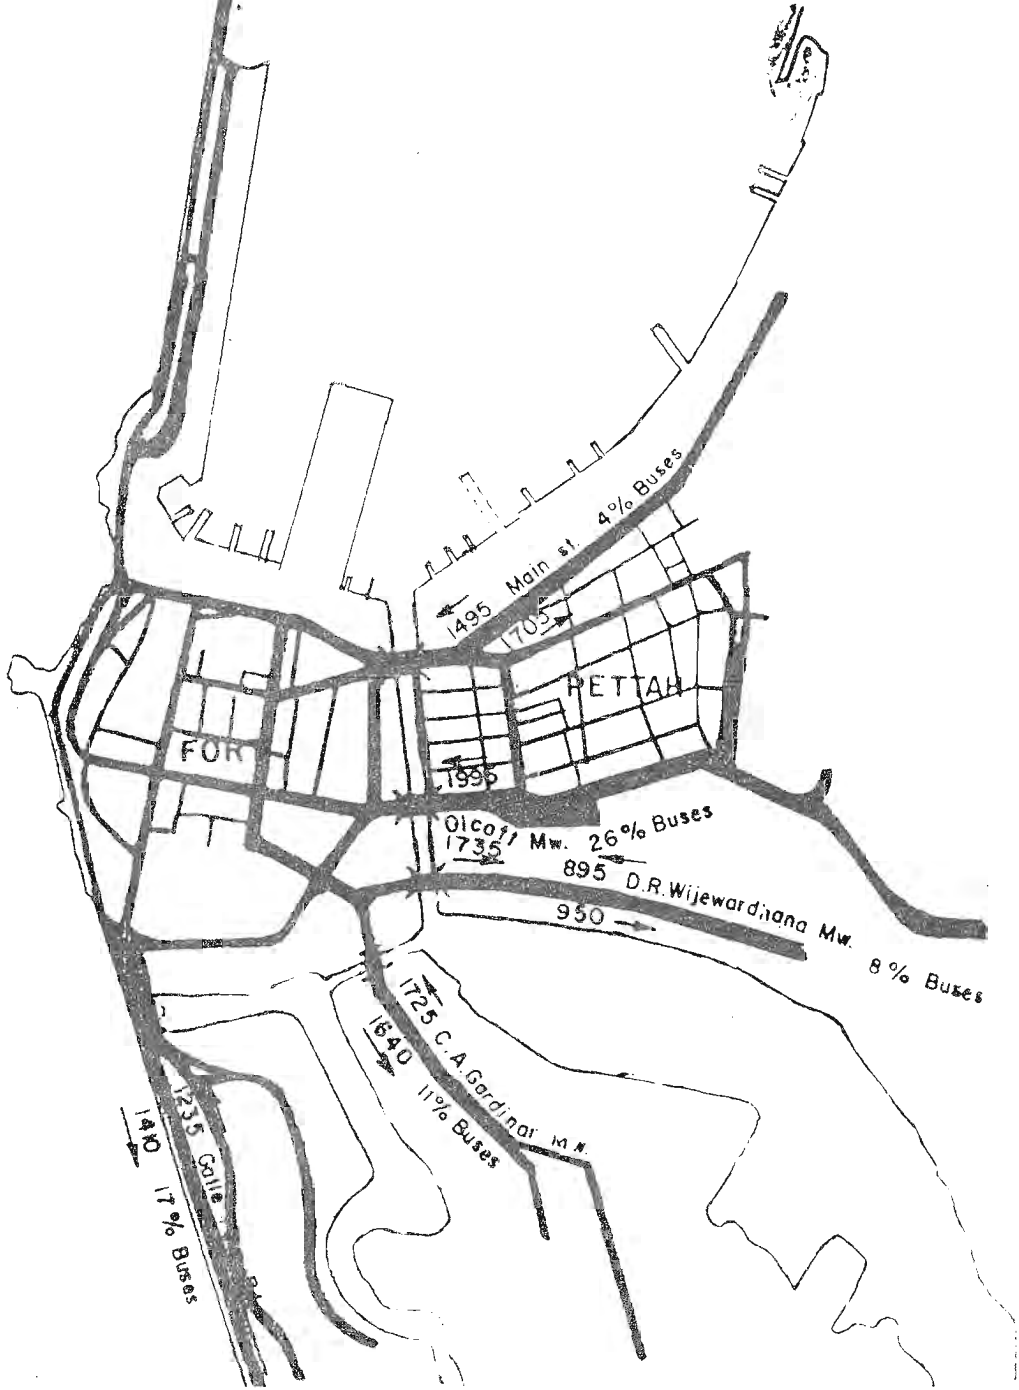 4% Buses
Main st.
1495
1705
PETTAH
FOR
1995
Olcott Mw. 26% Buses
1735
895 D.R.Wijewardhana Mw.
950
8% Buses
1725 C.A.Gardinar M.W.
1640
11% Buses
1235 Galle
1410
17% Buses